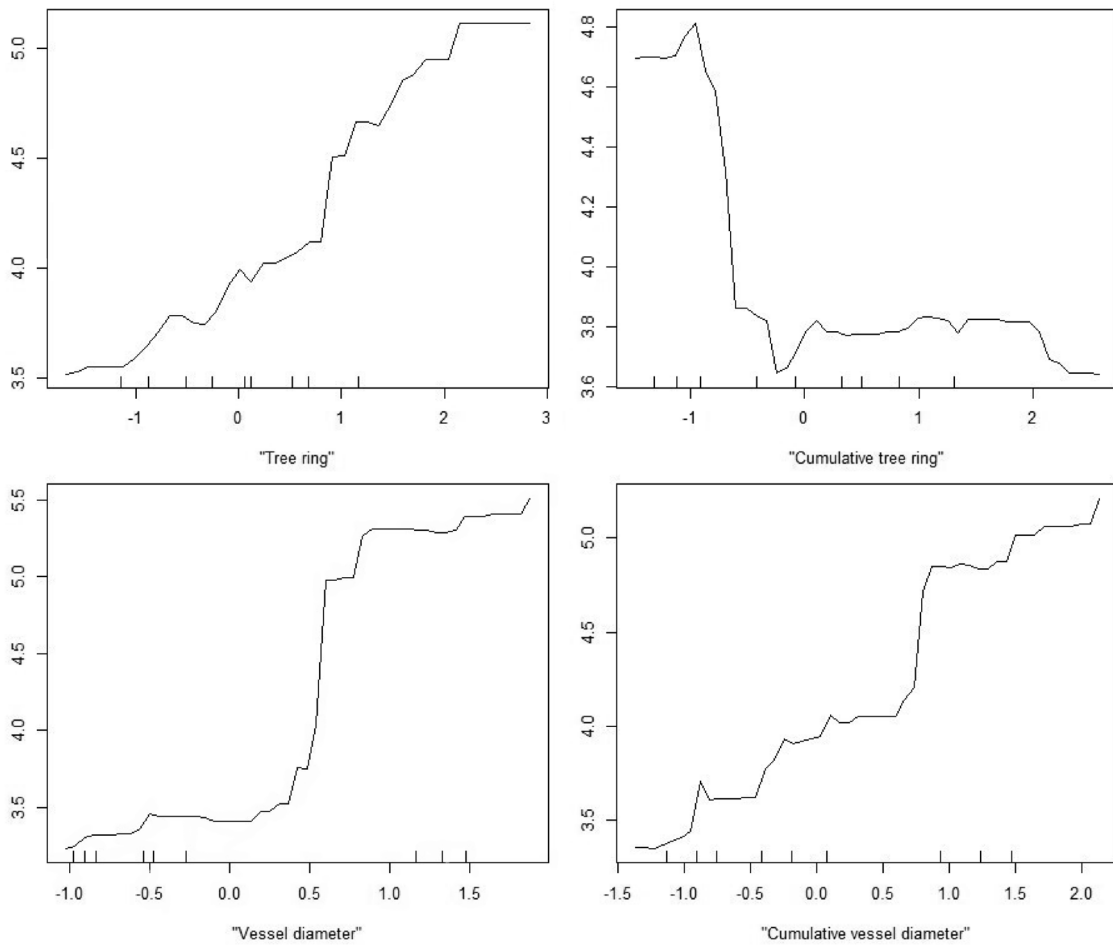 5.0
4.5
4.0
3.5
-1 0 1 2 3
"Tree ring"
4.8
4.6
4.4
4.2
4.0
3.8
3.6
-1 0 1 2
"Cumulative tree ring"
5.5
5.0
4.5
4.0
3.5
-1.0 -0.5 0.0 0.5 1.0 1.5
"Vessel diameter"
5.0
4.5
4.0
3.5
-1.5 -1.0 -0.5 0.0 0.5 1.0 1.5 2.0
"Cumulative vessel diameter"